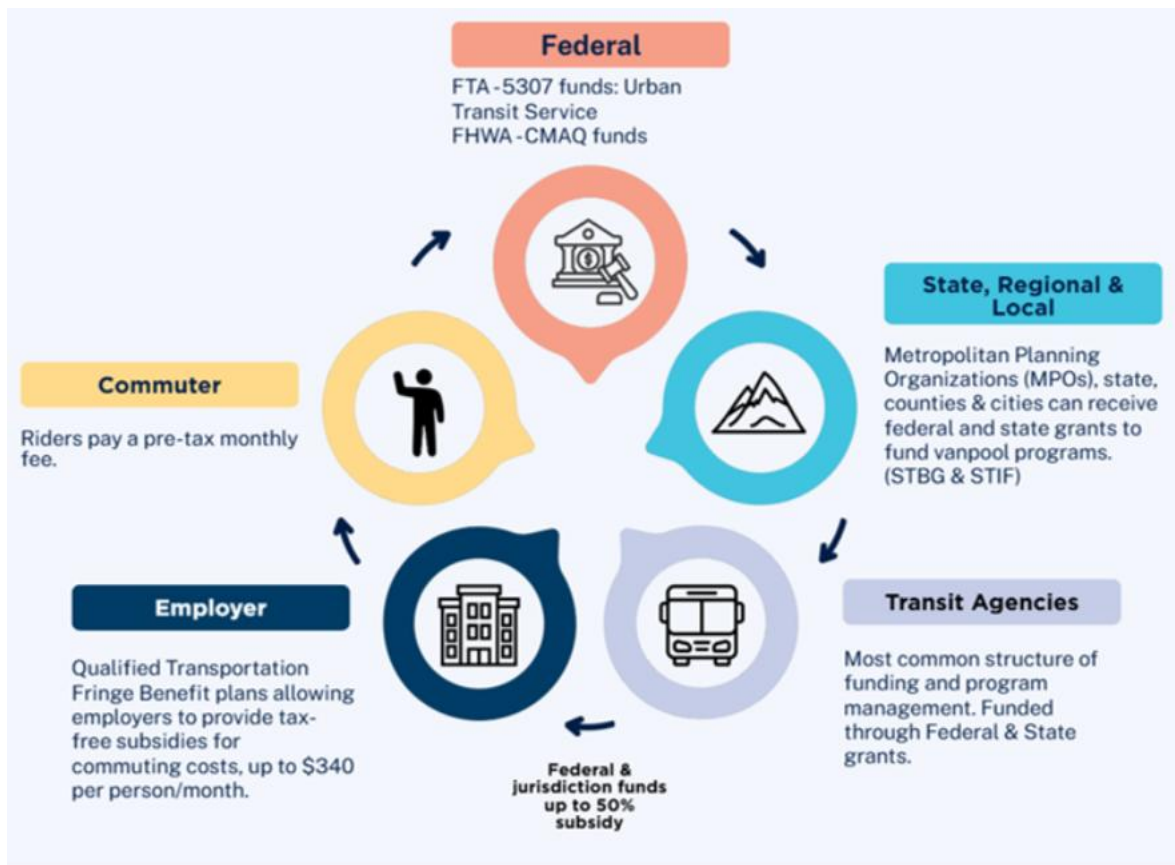 Federal
FTA - 5307 funds: Urban
Transit Service
FHWA - CMAQ funds
State, Regional &
Local
Metropolitan Planning
Organizations (MPOs), state,
counties & cities can receive
federal and state grants to
fund vanpool programs.
(STBG & STIF)
Transit Agencies
Most common structure of
funding and program
management. Funded
through Federal & State
grants.
Federal &
jurisdiction funds
up to 50%
subsidy
Employer
Qualified Transportation
Fringe Benefit plans allowing
employers to provide tax-
free subsidies for
commuting costs, up to $340
per person/month.
Commuter
Riders pay a pre-tax monthly
fee.
$